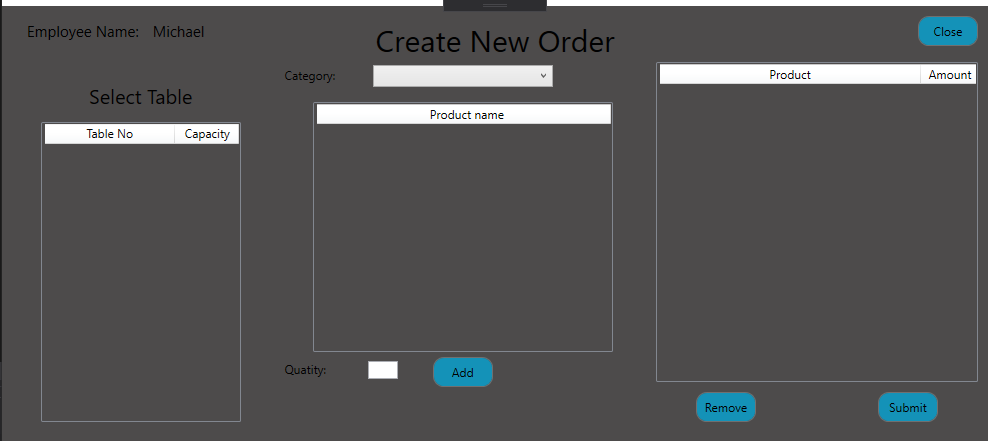 Employee Name: Michael
Close
Create New Order
Category:
Product Amount
Select Table
Product name
Table No Capacity
Quatity:
Add
Remove
Submit